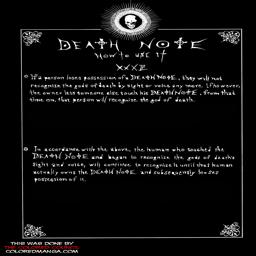 DEATH NOTE
How to use it
XXXI
If a person loses possession of a DEATH NOTE, they will not
recognize the gods of death by sight or voice any more. If however,
the owner lets someone else touch his DEATH NOTE, from that
time on, that person will recognize the god of death.
In accordance with the above, the human who touched the
DEATH NOTE and began to recognize the gods of death's
sight and voice, will continue to recognize it until that human
actually owns the DEATH NOTE and subsequently looses
possession of it.
THIS WAS DONE BY
COLOREDMANGA.COM